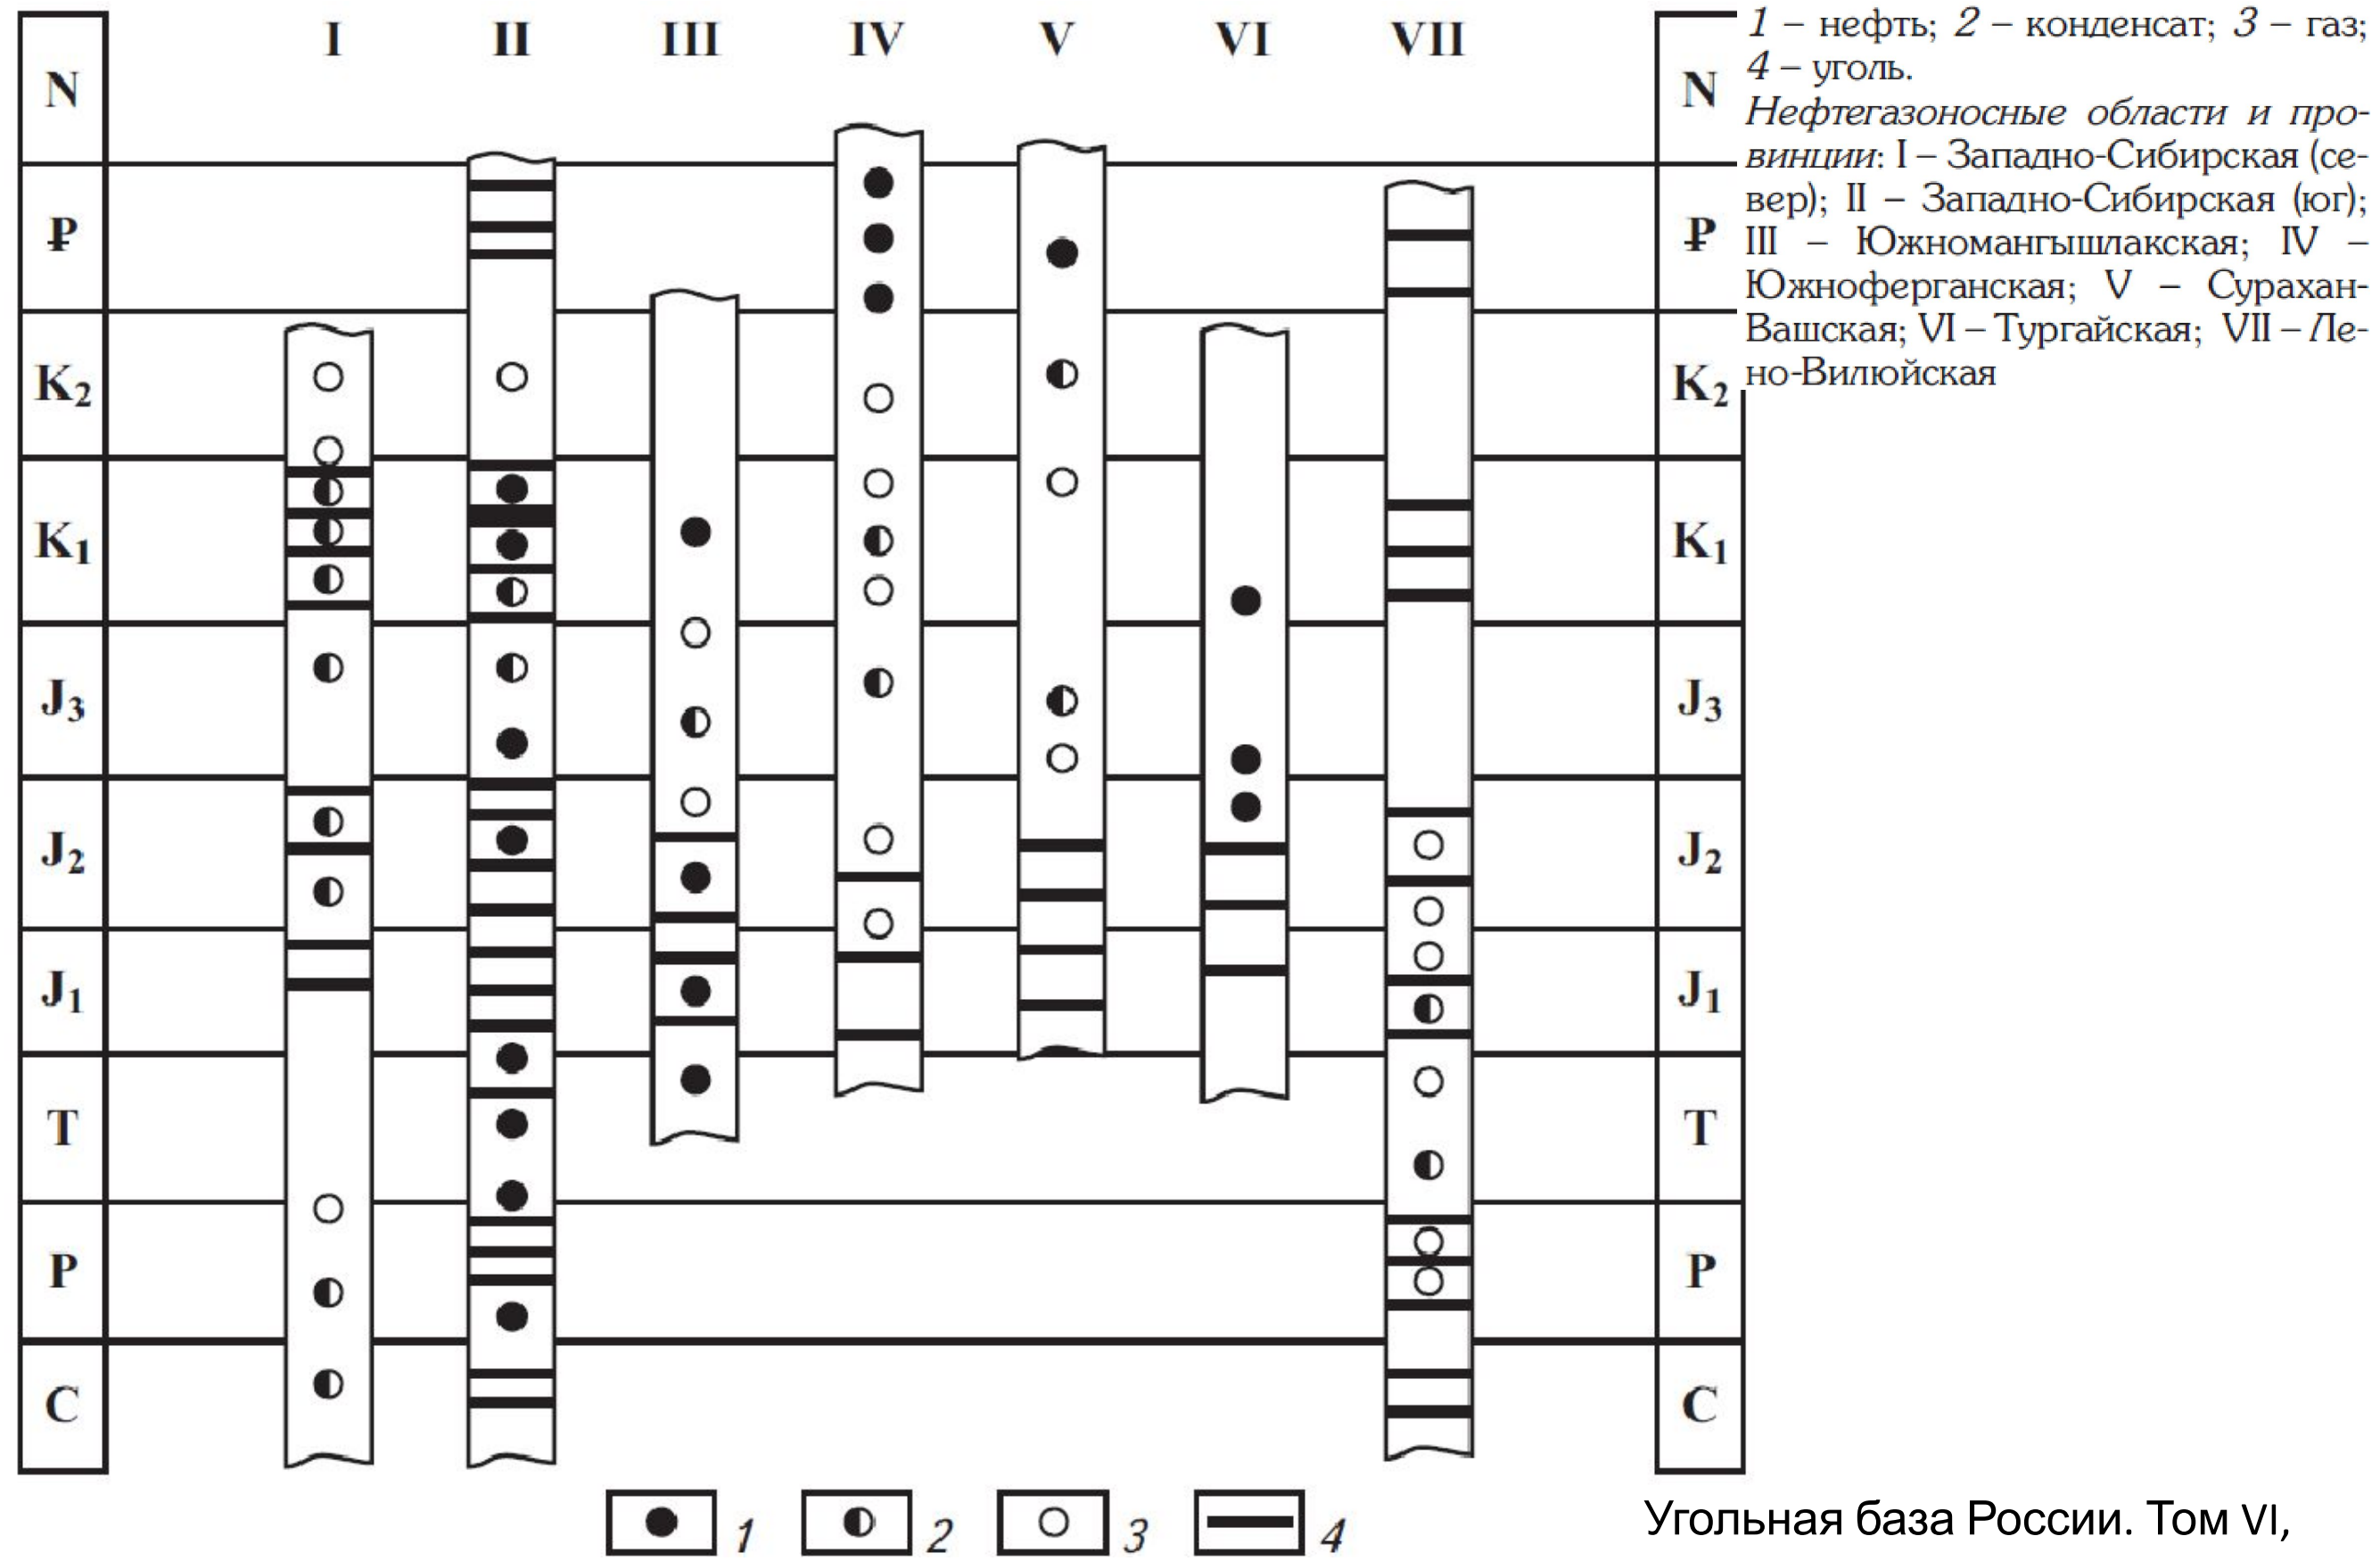 I II III IV V VI VII
N N
₽ ₽
K₂ K₂
K₁ K₁
J₃ J₃
J₂ J₂
J₁ J₁
T T
P P
C C
1 – нефть; 2 – конденсат; 3 – газ;
4 – уголь.
Нефтегазоносные области и про-
винции: I – Западно-Сибирская (се-
вер); II – Западно-Сибирская (юг);
III – Южномангышлакская; IV –
Южноферганская; V – Сурахан-
Вашская; VI – Тургайская; VII – Ле-
но-Вилюйская
1 2 3 4
Угольная база России. Том VI,